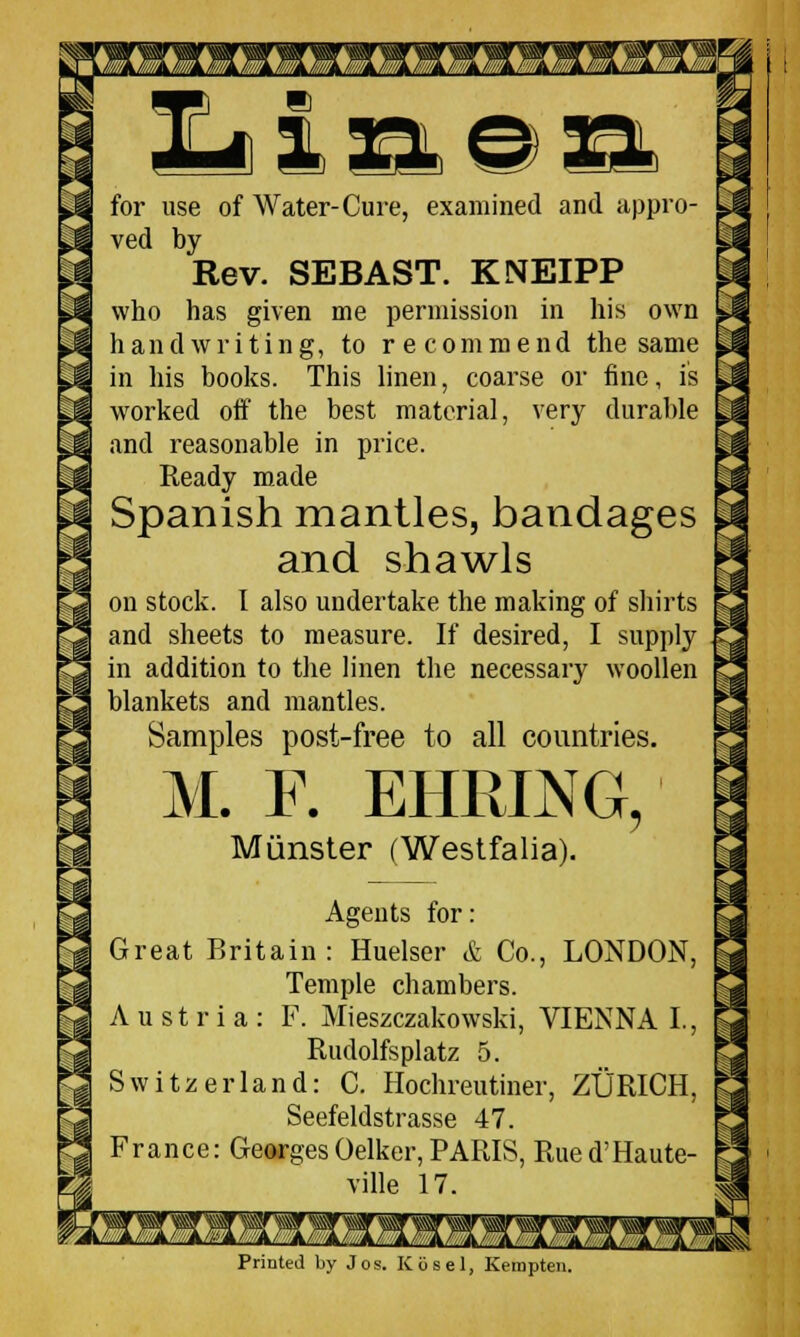 Linen
for use of Water-Cure, examined and appro-
ved by
Rev. SEBAST. KNEIPP
who has given me permission in his own
handwriting, to recommend the same
in his books. This linen, coarse or fine, is
worked off the best material, very durable
and reasonable in price.
Ready made
Spanish mantles, bandages
and shawls
on stock. I also undertake the making of shirts
and sheets to measure. If desired, I supply
in addition to the linen the necessary woollen
blankets and mantles.
Samples post-free to all countries.
M. F. EHRING,
Münster (Westfalia).
Agents for:
Great Britain: Huelser & Co., LONDON,
Temple chambers.
Austria: F. Mieszczakowski, VIENNA I.,
Rudolfsplatz 5.
Switzerland: C. Hochreutiner, ZÜRICH,
Seefeldstrasse 47.
France: Georges Oelker, PARIS, Rue d'Haute-
ville 17.
Printed by Jos. Kösel, Kempten.